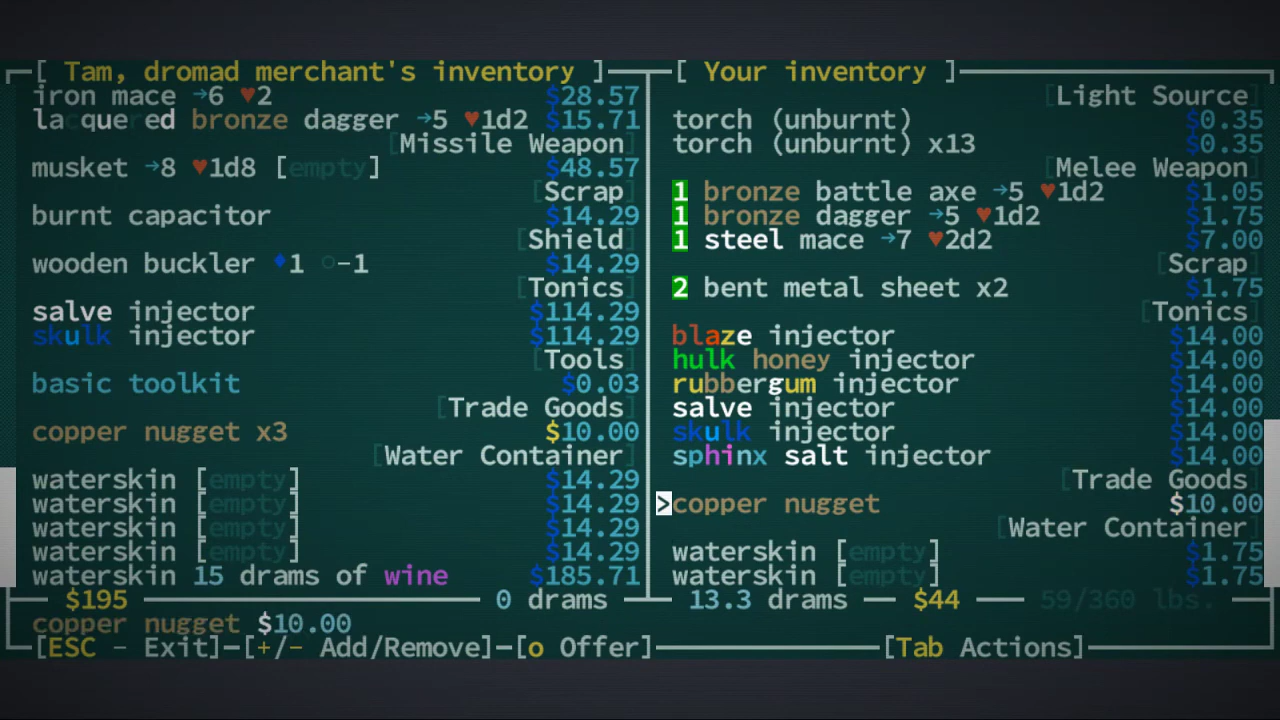 [ Tam, dromad merchant's inventory ]
iron mace →6 ♥2 $28.57
lacquered bronze dagger →5 ♥1d2 $15.71
[Missile Weapon]
musket →8 ♥1d8 [empty] $48.57
[Scrap]
burnt capacitor $14.29
[Shield]
wooden buckler ♦1 ○-1 $14.29
[Tonics]
salve injector $114.29
skulk injector $114.29
[Tools]
basic toolkit $0.03
[Trade Goods]
copper nugget x3 $10.00
[Water Container]
waterskin [empty] $14.29
waterskin [empty] $14.29
waterskin [empty] $14.29
waterskin [empty] $14.29
waterskin 15 drams of wine $185.71
$195 0 drams
[ Your inventory ]
[Light Source]
torch (unburnt) $0.35
torch (unburnt) x13 $0.35
[Melee Weapon]
1 bronze battle axe →5 ♥1d2 $1.05
1 bronze dagger →5 ♥1d2 $1.75
1 steel mace →7 ♥2d2 $7.00
[Scrap]
2 bent metal sheet x2 $1.75
[Tonics]
blaze injector $14.00
hulk honey injector $14.00
rubbergum injector $14.00
salve injector $14.00
skulk injector $14.00
sphinx salt injector $14.00
[Trade Goods]
>copper nugget $10.00
[Water Container]
waterskin [empty] $1.75
waterskin [empty] $1.75
13.3 drams — $44 — 59/360 lbs.
copper nugget $10.00
[ESC - Exit]-[+/- Add/Remove]-[o Offer] [Tab Actions]